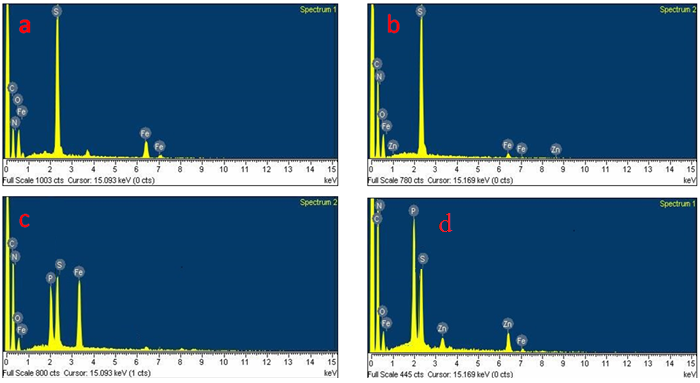 a
Spectrum 1
S
C
O
Fe
N
Fe
Fe
0 1 2 3 4 5 6 7 8 9 10 11 12 13 14 15
Full Scale 1003 cts Cursor: 15.093 keV (0 cts) keV
b
Spectrum 2
S
C
N
O
Fe
Zn
Fe
Fe
Zn
0 1 2 3 4 5 6 7 8 9 10 11 12 13 14 15
Full Scale 780 cts Cursor: 15.169 keV (0 cts) keV
c
Spectrum 2
C
N
O
Fe
P
S
Fe
0 1 2 3 4 5 6 7 8 9 10 11 12 13 14 15
Full Scale 800 cts Cursor: 15.093 keV (1 cts) keV
d
Spectrum 1
N
C
P
S
O
Fe
Zn
Zn
Fe
0 1 2 3 4 5 6 7 8 9 10 11 12 13 14 15
Full Scale 445 cts Cursor: 15.169 keV (0 cts) keV